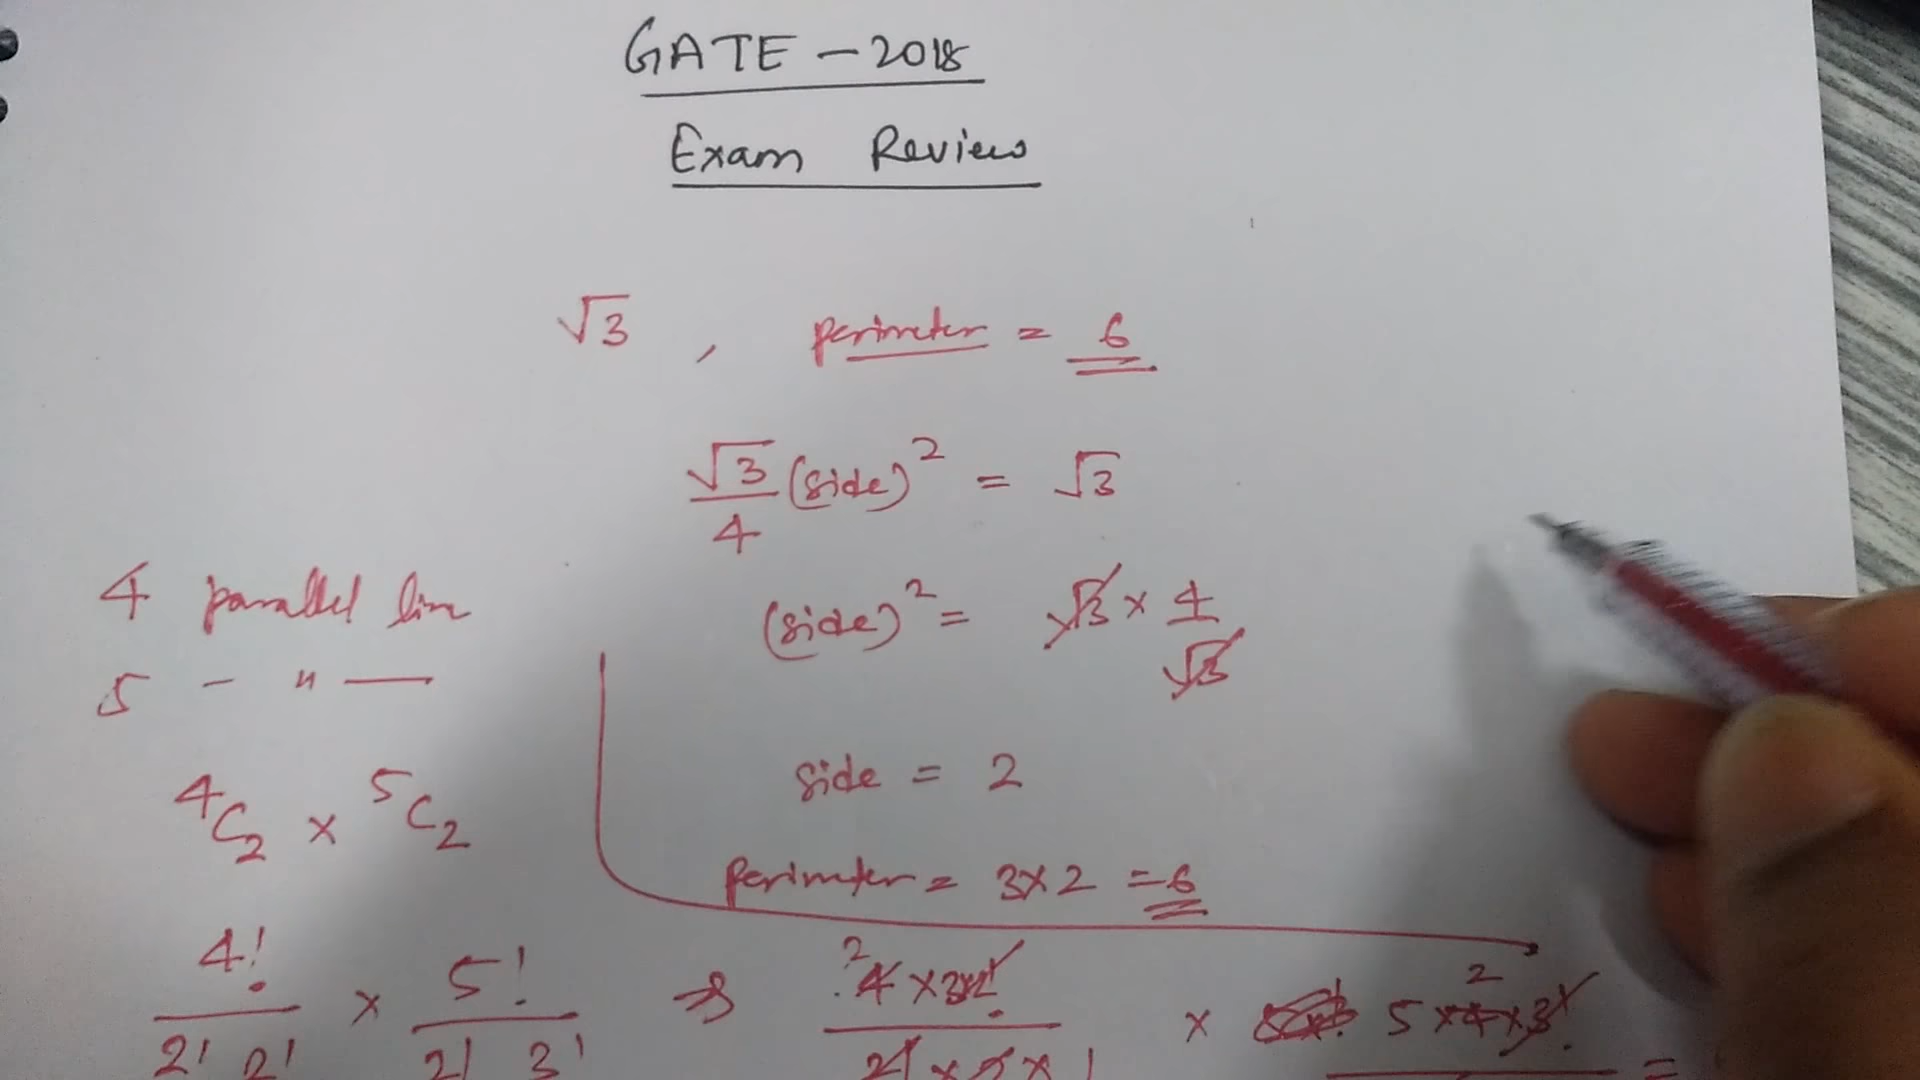 GATE - 2018
Exam Review
√3 , perimeter = 6
√3/4 (side)² = √3
(side)² = √3 × 4/√3
side = 2
perimeter = 3×2 = 6
4 parallel line
5 - " —
⁴C₂ × ⁵C₂
4!/2! 2! × 5!/2! 3! ⇒